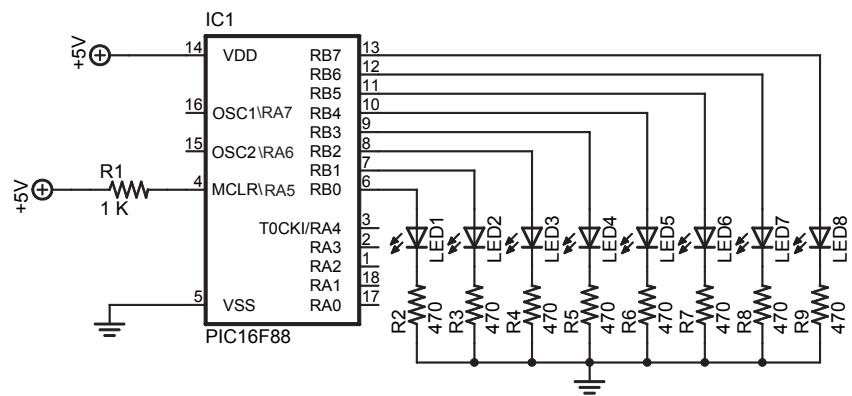 IC1
+5V
14
VDD
16
OSC1\RA7
15
OSC2\RA6
+5V
R1
1 K
4
MCLR\RA5
5
VSS
RB7
13
RB6
12
RB5
11
RB4
10
RB3
9
RB2
8
RB1
7
RB0
6
T0CKI/RA4
3
RA3
2
RA2
1
RA1
18
RA0
17
PIC16F88
LED1
LED2
LED3
LED4
LED5
LED6
LED7
LED8
R2
470
R3
470
R4
470
R5
470
R6
470
R7
470
R8
470
R9
470